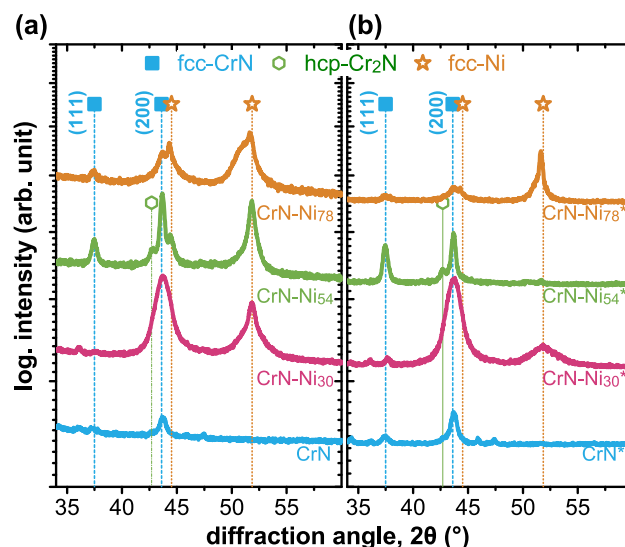 (a)
(b)
fcc-CrN
hcp-Cr₂N
fcc-Ni
(111)
(200)
(111)
(200)
CrN-Ni₇₈
CrN-Ni₅₄
CrN-Ni₃₀
CrN
CrN-Ni₇₈*
CrN-Ni₅₄*
CrN-Ni₃₀*
CrN*
log. intensity (arb. unit)
35 40 45 50 55 35 40 45 50 55
diffraction angle, 2θ (°)